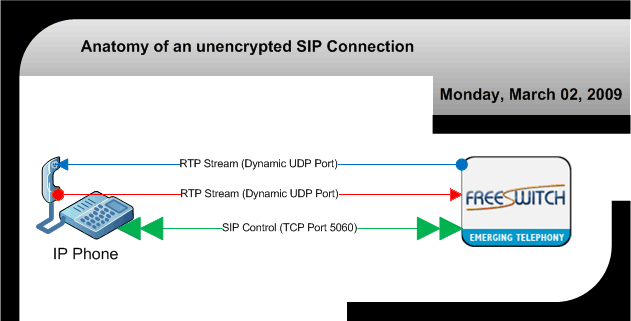 Anatomy of an unencrypted SIP Connection
Monday, March 02, 2009
RTP Stream (Dynamic UDP Port)
RTP Stream (Dynamic UDP Port)
SIP Control (TCP Port 5060)
IP Phone
FREESWITCH
EMERGING TELEPHONY